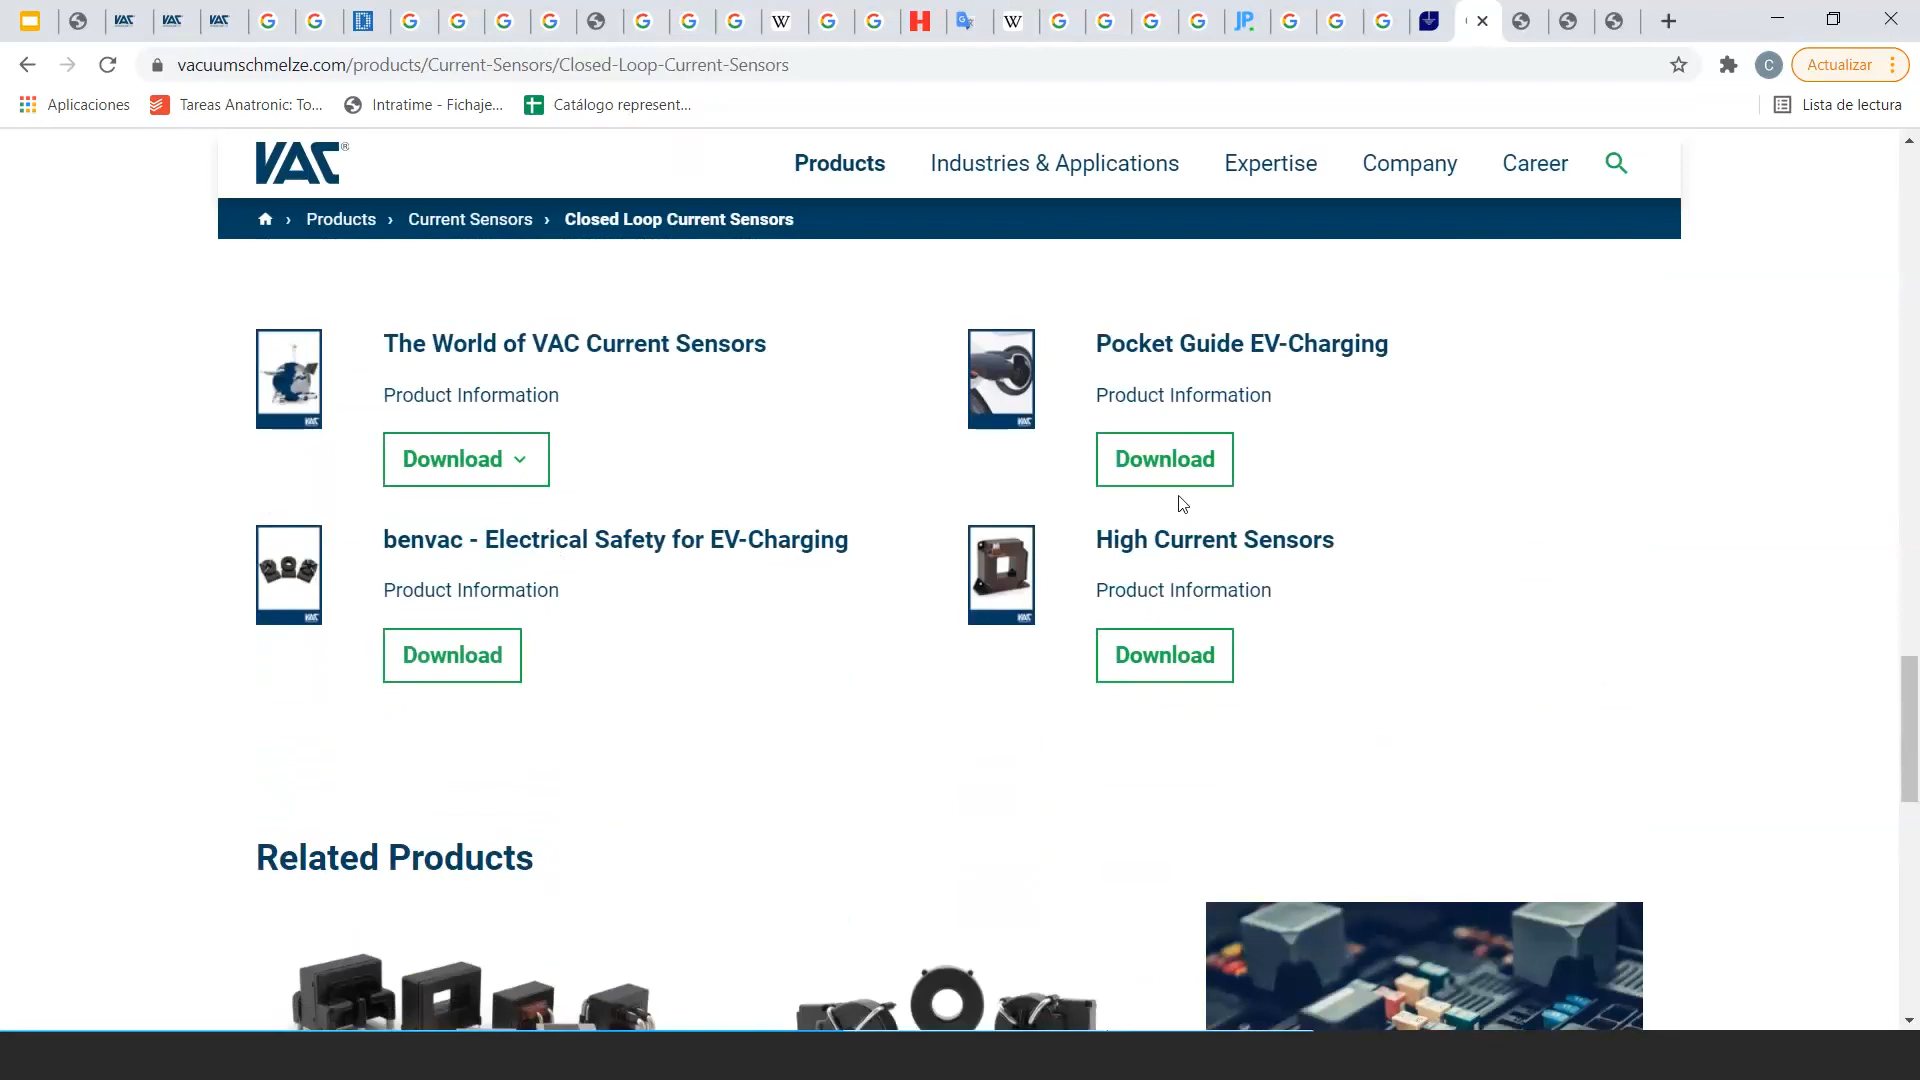 vacuumschmelze.com/products/Current-Sensors/Closed-Loop-Current-Sensors
C
Actualizar
Aplicaciones
Tareas Anatronic: To...
Intratime - Fichaje...
Catálogo represent...
Lista de lectura
VAC®
Products
Industries & Applications
Expertise
Company
Career
Products
Current Sensors
Closed Loop Current Sensors
The World of VAC Current Sensors
Product Information
Download
Pocket Guide EV-Charging
Product Information
Download
benvac - Electrical Safety for EV-Charging
Product Information
Download
High Current Sensors
Product Information
Download
Related Products